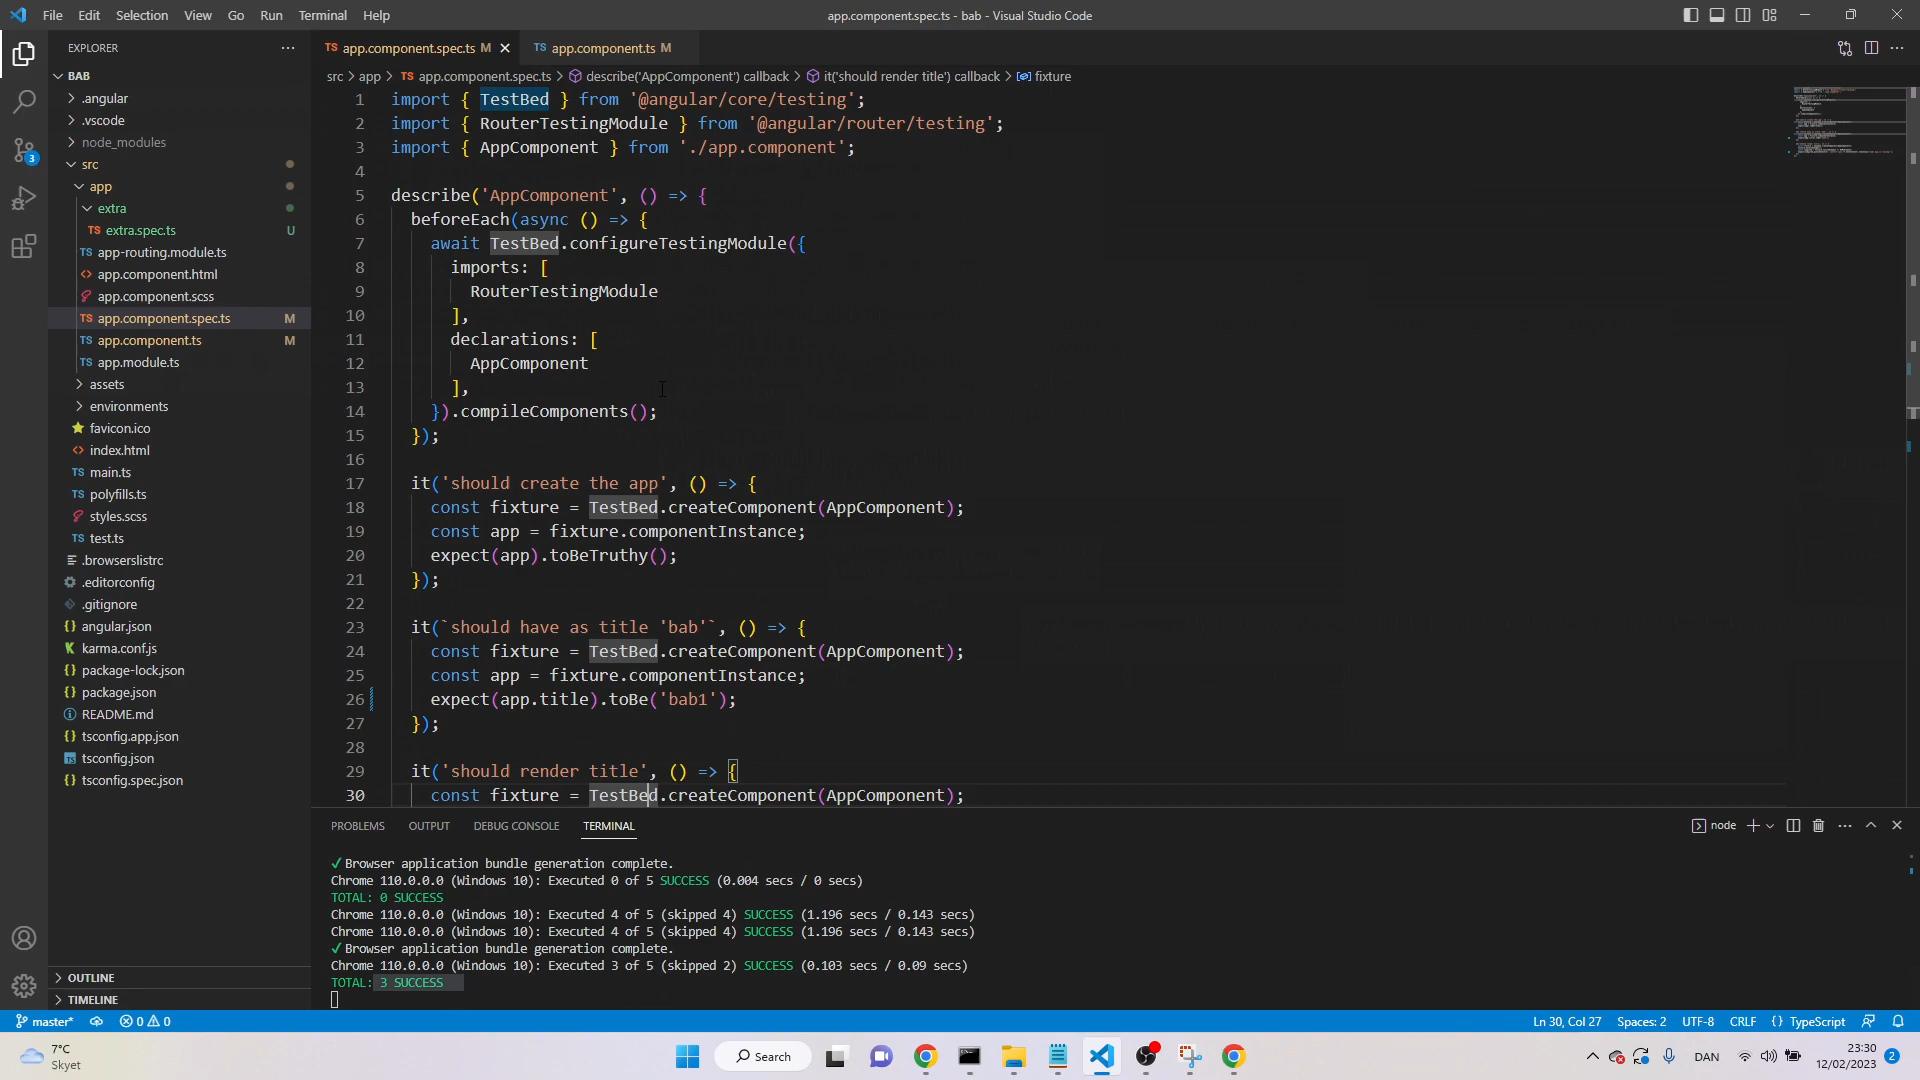 File Edit Selection View Go Run Terminal Help
app.component.spec.ts - bab - Visual Studio Code
EXPLORER
BAB
.angular
.vscode
node_modules
src
app
extra
TS extra.spec.ts U
TS app-routing.module.ts
<> app.component.html
app.component.scss
TS app.component.spec.ts M
TS app.component.ts M
TS app.module.ts
assets
environments
favicon.ico
<> index.html
TS main.ts
TS polyfills.ts
styles.scss
TS test.ts
.browserslistrc
.editorconfig
.gitignore
{} angular.json
K karma.conf.js
{} package-lock.json
{} package.json
README.md
{} tsconfig.app.json
TS tsconfig.json
{} tsconfig.spec.json
OUTLINE
TIMELINE
3
TS app.component.spec.ts M
TS app.component.ts M
src > app > TS app.component.spec.ts > describe('AppComponent') callback > it('should render title') callback > fixture
1 import { TestBed } from '@angular/core/testing';
2 import { RouterTestingModule } from '@angular/router/testing';
3 import { AppComponent } from './app.component';
4
5 describe('AppComponent', () => {
6 beforeEach(async () => {
7 await TestBed.configureTestingModule({
8 imports: [
9 RouterTestingModule
10 ],
11 declarations: [
12 AppComponent
13 ],
14 }).compileComponents();
15 });
16
17 it('should create the app', () => {
18 const fixture = TestBed.createComponent(AppComponent);
19 const app = fixture.componentInstance;
20 expect(app).toBeTruthy();
21 });
22
23 it(`should have as title 'bab'`, () => {
24 const fixture = TestBed.createComponent(AppComponent);
25 const app = fixture.componentInstance;
26 expect(app.title).toBe('bab1');
27 });
28
29 it('should render title', () => {
30 const fixture = TestBed.createComponent(AppComponent);
PROBLEMS OUTPUT DEBUG CONSOLE TERMINAL
node
✓ Browser application bundle generation complete.
Chrome 110.0.0.0 (Windows 10): Executed 0 of 5 SUCCESS (0.004 secs / 0 secs)
TOTAL: 0 SUCCESS
Chrome 110.0.0.0 (Windows 10): Executed 4 of 5 (skipped 4) SUCCESS (1.196 secs / 0.143 secs)
Chrome 110.0.0.0 (Windows 10): Executed 4 of 5 (skipped 4) SUCCESS (1.196 secs / 0.143 secs)
✓ Browser application bundle generation complete.
Chrome 110.0.0.0 (Windows 10): Executed 3 of 5 (skipped 2) SUCCESS (0.103 secs / 0.09 secs)
TOTAL: 3 SUCCESS
master* 0 0
Ln 30, Col 27 Spaces: 2 UTF-8 CRLF {} TypeScript
7°C
Skyet
Search
DAN
23:30
12/02/2023
2